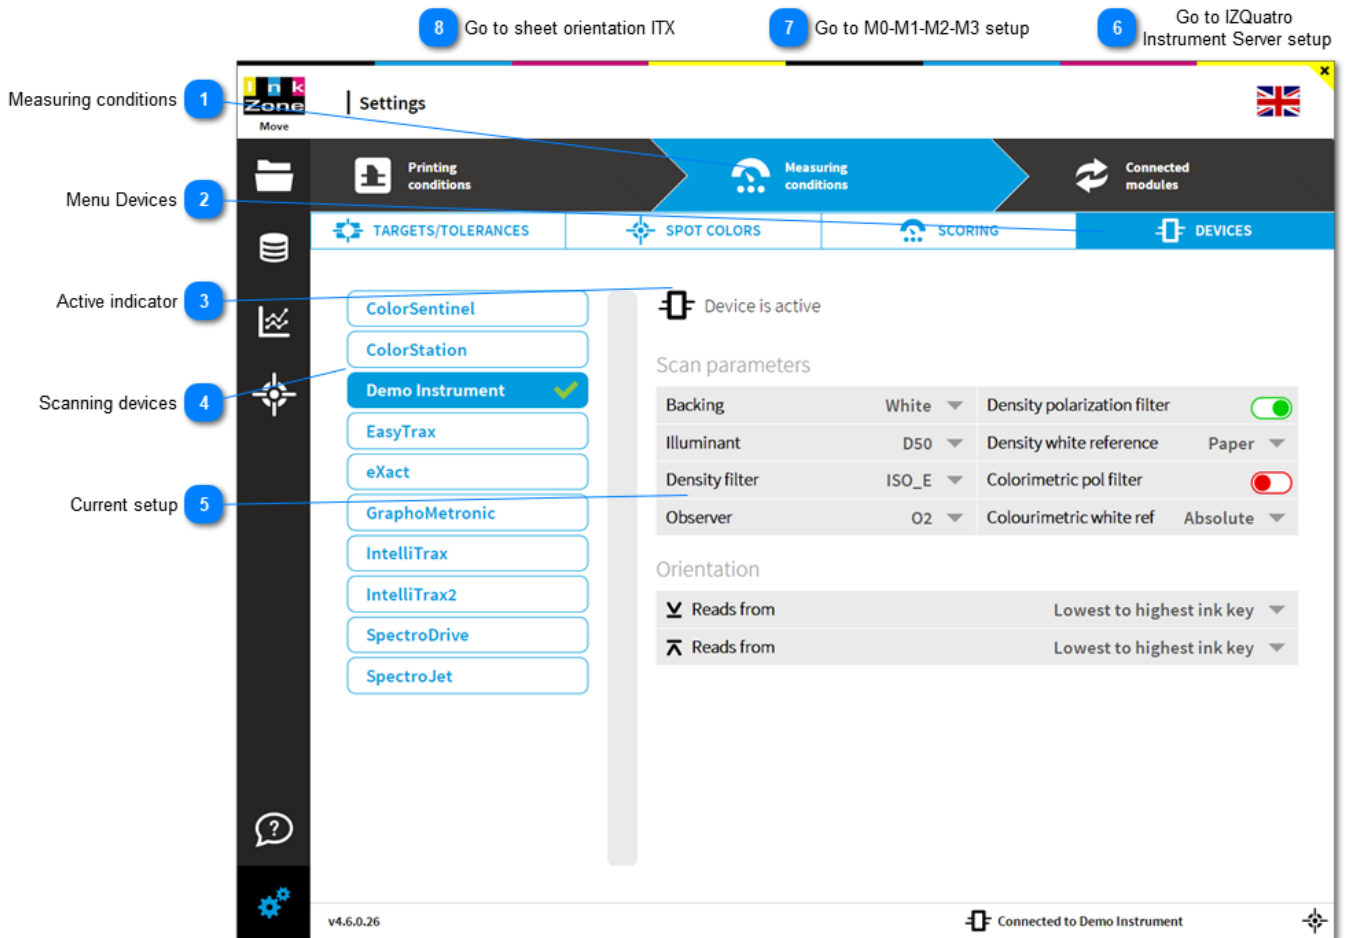 8 Go to sheet orientation ITX
7 Go to M0-M1-M2-M3 setup
6 Go to IZQuatro
Instrument Server setup
Measuring conditions 1
Ink
Zone
Move
Settings
x
Printing
conditions
Measuring
conditions
Connected
modules
Menu Devices 2
TARGETS/TOLERANCES
SPOT COLORS
SCORING
DEVICES
Active indicator 3
ColorSentinel
ColorStation
Demo Instrument
EasyTrax
eXact
GraphoMetronic
IntelliTrax
IntelliTrax2
SpectroDrive
SpectroJet
Scanning devices 4
Current setup 5
Device is active
Scan parameters
Backing White Density polarization filter
Illuminant D50 Density white reference Paper
Density filter ISO_E Colorimetric pol filter
Observer O2 Colourimetric white ref Absolute
Orientation
Reads from Lowest to highest ink key
Reads from Lowest to highest ink key
?
v4.6.0.26
Connected to Demo Instrument